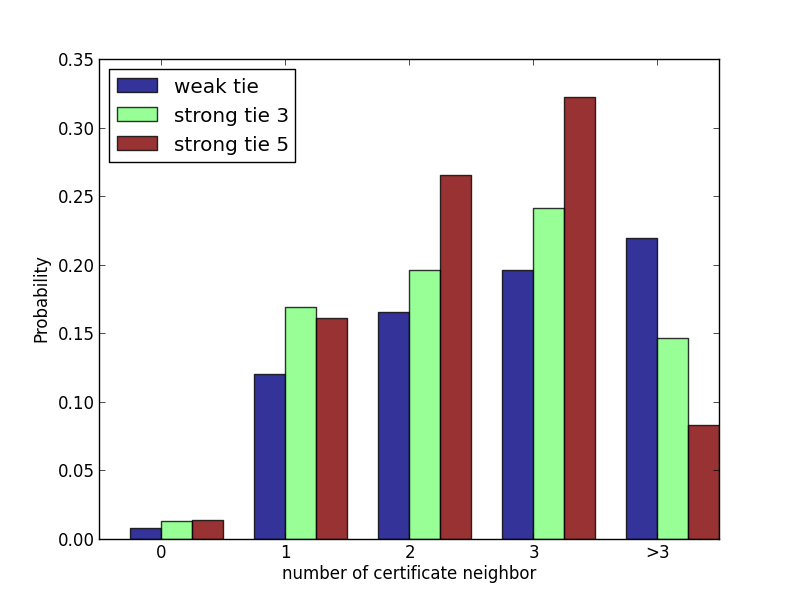 0.35
0.30
0.25
0.20
0.15
0.10
0.05
0.00
Probability
weak tie
strong tie 3
strong tie 5
0 1 2 3 >3
number of certificate neighbor